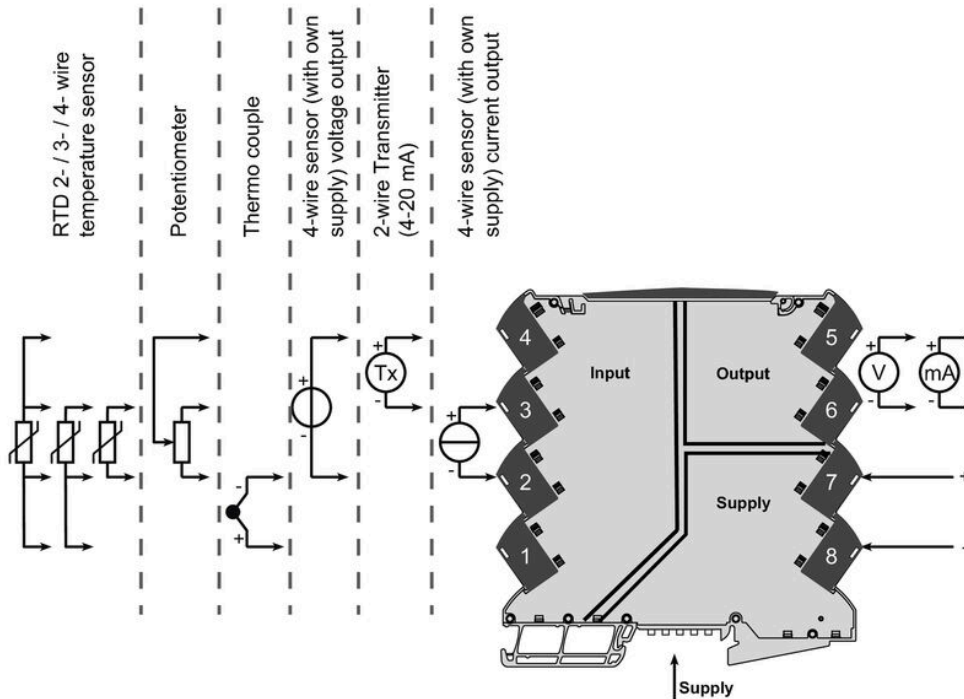 RTD 2- / 3- / 4- wire
temperature sensor
Potentiometer
Thermo couple
4-wire sensor (with own
supply) voltage output
2-wire Transmitter
(4-20 mA)
4-wire sensor (with own
supply) current output
4
3
2
1
Input
Output
Supply
5
6
7
8
+
-
+
-
+
Tx
-
+
-
+
V
-
+
mA
-
+
-
Supply